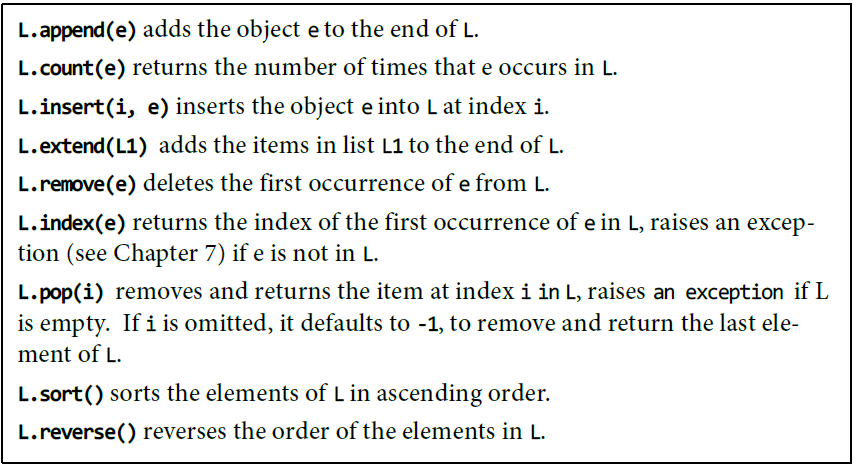 L.append(e) adds the object e to the end of L.
L.count(e) returns the number of times that e occurs in L.
L.insert(i, e) inserts the object e into L at index i.
L.extend(L1) adds the items in list L1 to the end of L.
L.remove(e) deletes the first occurrence of e from L.
L.index(e) returns the index of the first occurrence of e in L, raises an excep-
tion (see Chapter 7) if e is not in L.
L.pop(i) removes and returns the item at index i in L, raises an exception if L
is empty. If i is omitted, it defaults to -1, to remove and return the last ele-
ment of L.
L.sort() sorts the elements of L in ascending order.
L.reverse() reverses the order of the elements in L.